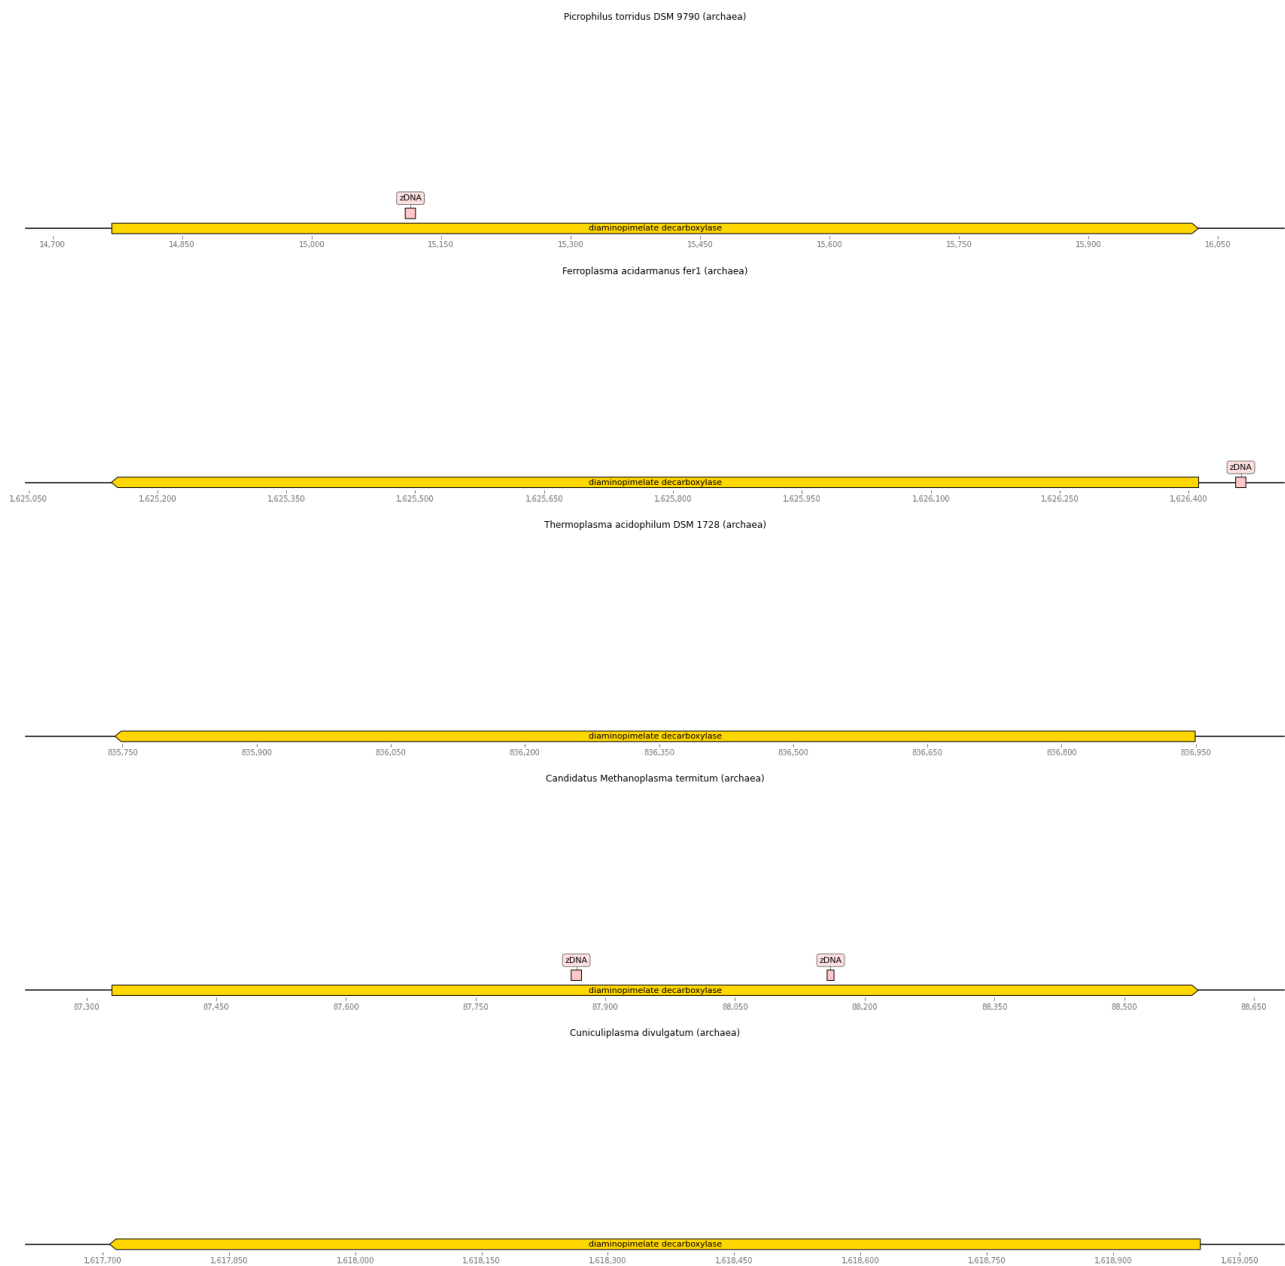 Picrophilus torridus DSM 9790 (archaea)
zDNA
diaminopimelate decarboxylase
14,700 14,850 15,000 15,150 15,300 15,450 15,600 15,750 15,900 16,050
Ferroplasma acidarmanus fer1 (archaea)
zDNA
diaminopimelate decarboxylase
1,625,050 1,625,200 1,625,350 1,625,500 1,625,650 1,625,800 1,625,950 1,626,100 1,626,250 1,626,400
Thermoplasma acidophilum DSM 1728 (archaea)
diaminopimelate decarboxylase
835,750 835,900 836,050 836,200 836,350 836,500 836,650 836,800 836,950
Candidatus Methanoplasma termitum (archaea)
zDNA zDNA
diaminopimelate decarboxylase
87,300 87,450 87,600 87,750 87,900 88,050 88,200 88,350 88,500 88,650
Cuniculiplasma divulgatum (archaea)
diaminopimelate decarboxylase
1,617,700 1,617,850 1,618,000 1,618,150 1,618,300 1,618,450 1,618,600 1,618,750 1,618,900 1,619,050